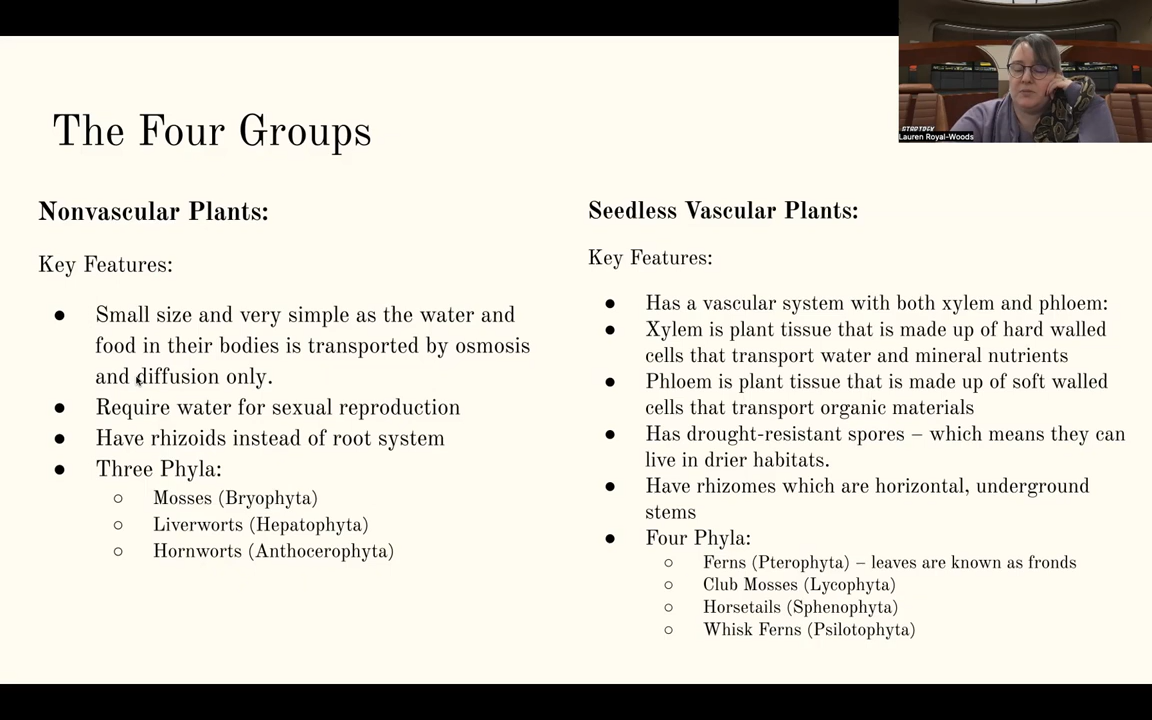 The Four Groups
Nonvascular Plants:
Key Features:
● Small size and very simple as the water and
food in their bodies is transported by osmosis
and diffusion only.
● Require water for sexual reproduction
● Have rhizoids instead of root system
● Three Phyla:
○ Mosses (Bryophyta)
○ Liverworts (Hepatophyta)
○ Hornworts (Anthocerophyta)
Seedless Vascular Plants:
Key Features:
● Has a vascular system with both xylem and phloem:
● Xylem is plant tissue that is made up of hard walled
cells that transport water and mineral nutrients
● Phloem is plant tissue that is made up of soft walled
cells that transport organic materials
● Has drought-resistant spores – which means they can
live in drier habitats.
● Have rhizomes which are horizontal, underground
stems
● Four Phyla:
○ Ferns (Pterophyta) – leaves are known as fronds
○ Club Mosses (Lycophyta)
○ Horsetails (Sphenophyta)
○ Whisk Ferns (Psilotophyta)
Lauren Royal-Woods